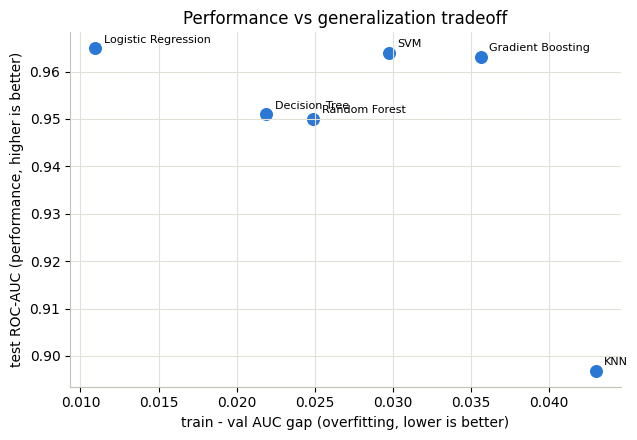 Performance vs generalization tradeoff
test ROC-AUC (performance, higher is better)
0.96
0.95
0.94
0.93
0.92
0.91
0.90
Logistic Regression
SVM
Gradient Boosting
Decision Tree
Random Forest
KNN
0.010 0.015 0.020 0.025 0.030 0.035 0.040
train - val AUC gap (overfitting, lower is better)